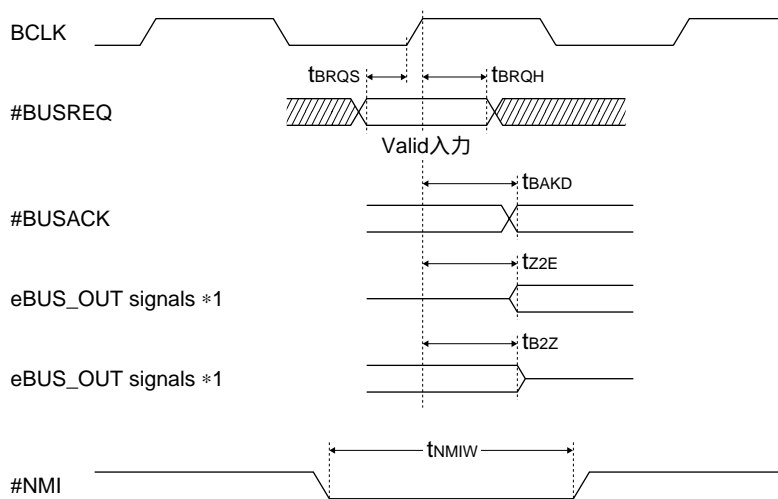 BCLK
tBRQS
tBRQH
#BUSREQ
Valid入力
tBAKD
#BUSACK
tZ2E
eBUS_OUT signals *1
tB2Z
eBUS_OUT signals *1
tNMIW
#NMI